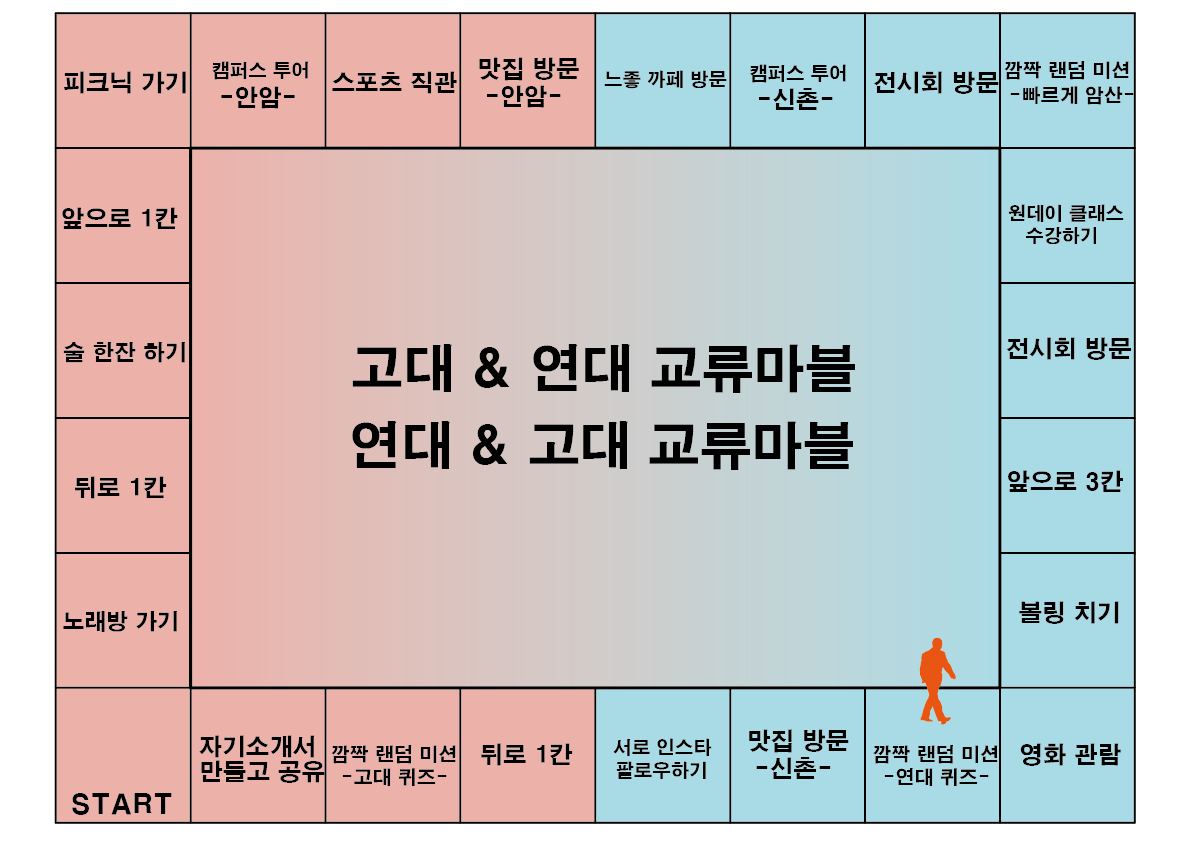 피크닉 가기
캠퍼스 투어
-안암-
스포츠 직관
맛집 방문
-안암-
느좋 까페 방문
캠퍼스 투어
-신촌-
전시회 방문
깜짝 랜덤 미션
-빠르게 암산-
앞으로 1칸
원데이 클래스
수강하기
술 한잔 하기
전시회 방문
고대 & 연대 교류마블
연대 & 고대 교류마블
뒤로 1칸
앞으로 3칸
노래방 가기
볼링 치기
START
자기소개서
만들고 공유
깜짝 랜덤 미션
-고대 퀴즈-
뒤로 1칸
서로 인스타
팔로우하기
맛집 방문
-신촌-
깜짝 랜덤 미션
-연대 퀴즈-
영화 관람